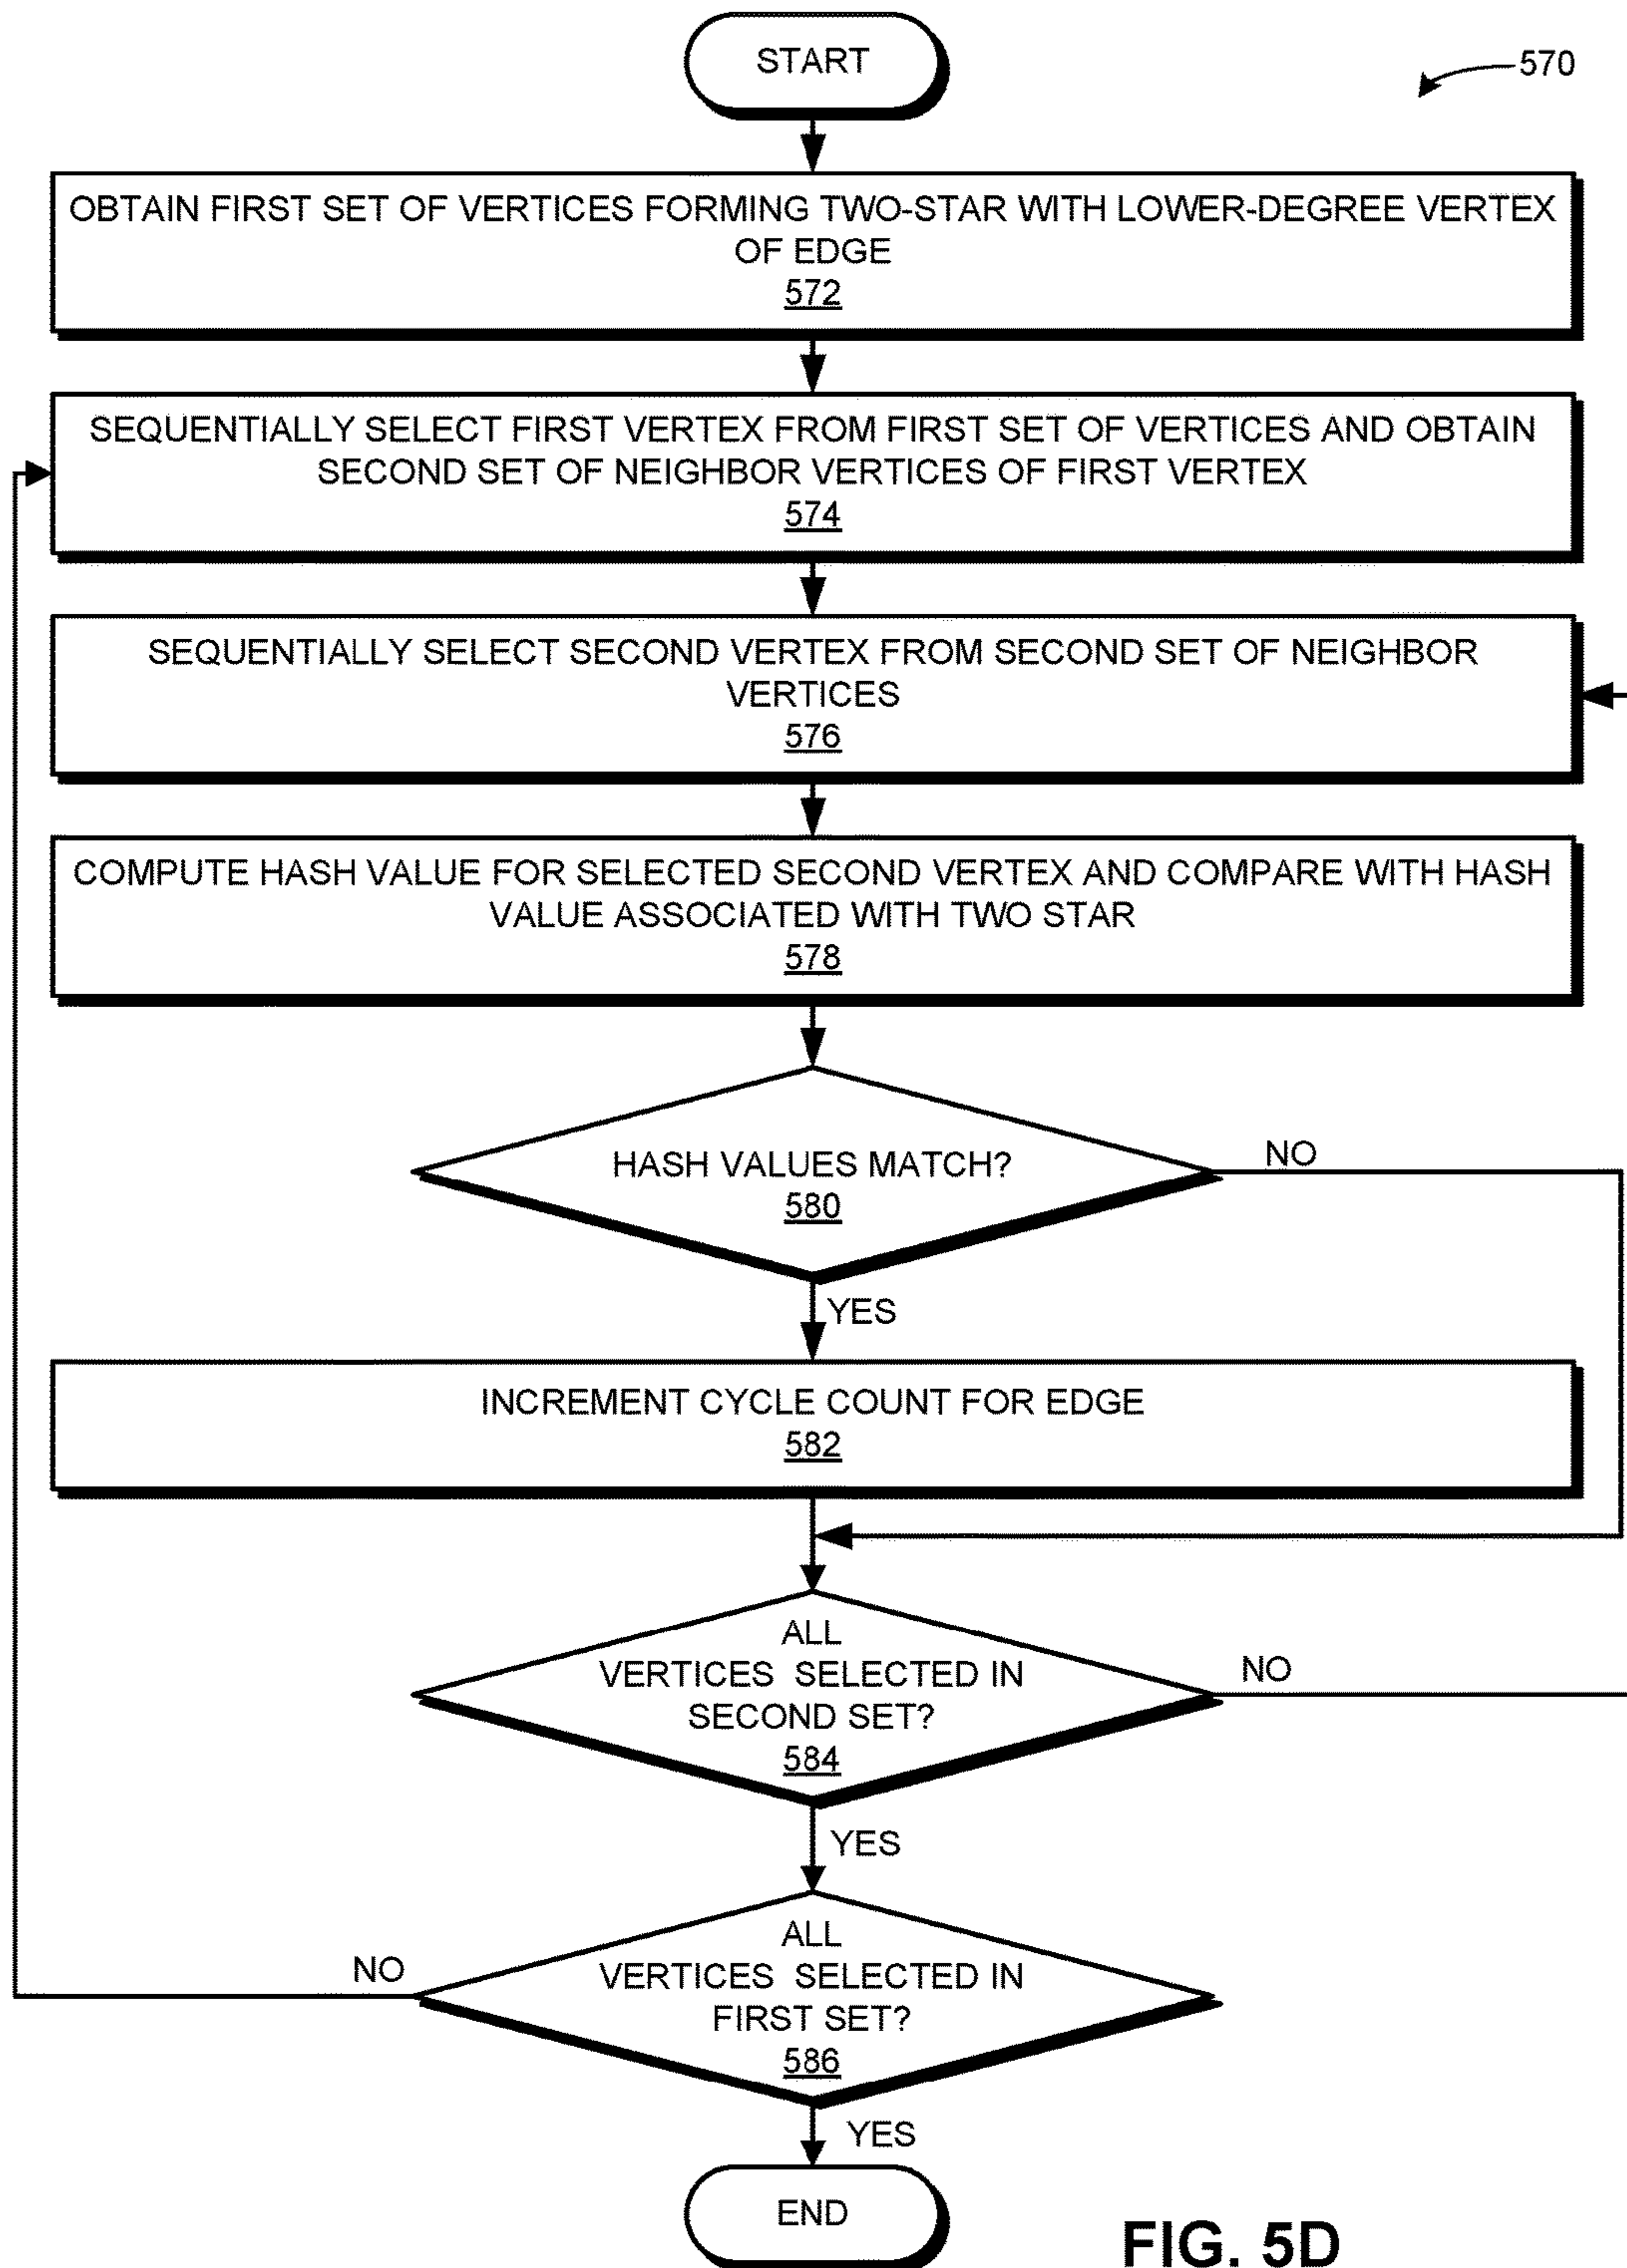 START
570
OBTAIN FIRST SET OF VERTICES FORMING TWO-STAR WITH LOWER-DEGREE VERTEX
OF EDGE
572
SEQUENTIALLY SELECT FIRST VERTEX FROM FIRST SET OF VERTICES AND OBTAIN
SECOND SET OF NEIGHBOR VERTICES OF FIRST VERTEX
574
SEQUENTIALLY SELECT SECOND VERTEX FROM SECOND SET OF NEIGHBOR
VERTICES
576
COMPUTE HASH VALUE FOR SELECTED SECOND VERTEX AND COMPARE WITH HASH
VALUE ASSOCIATED WITH TWO STAR
578
HASH VALUES MATCH?
580
NO
YES
INCREMENT CYCLE COUNT FOR EDGE
582
ALL
VERTICES SELECTED IN
SECOND SET?
584
NO
YES
ALL
VERTICES SELECTED IN
FIRST SET?
586
NO
YES
END
FIG. 5D